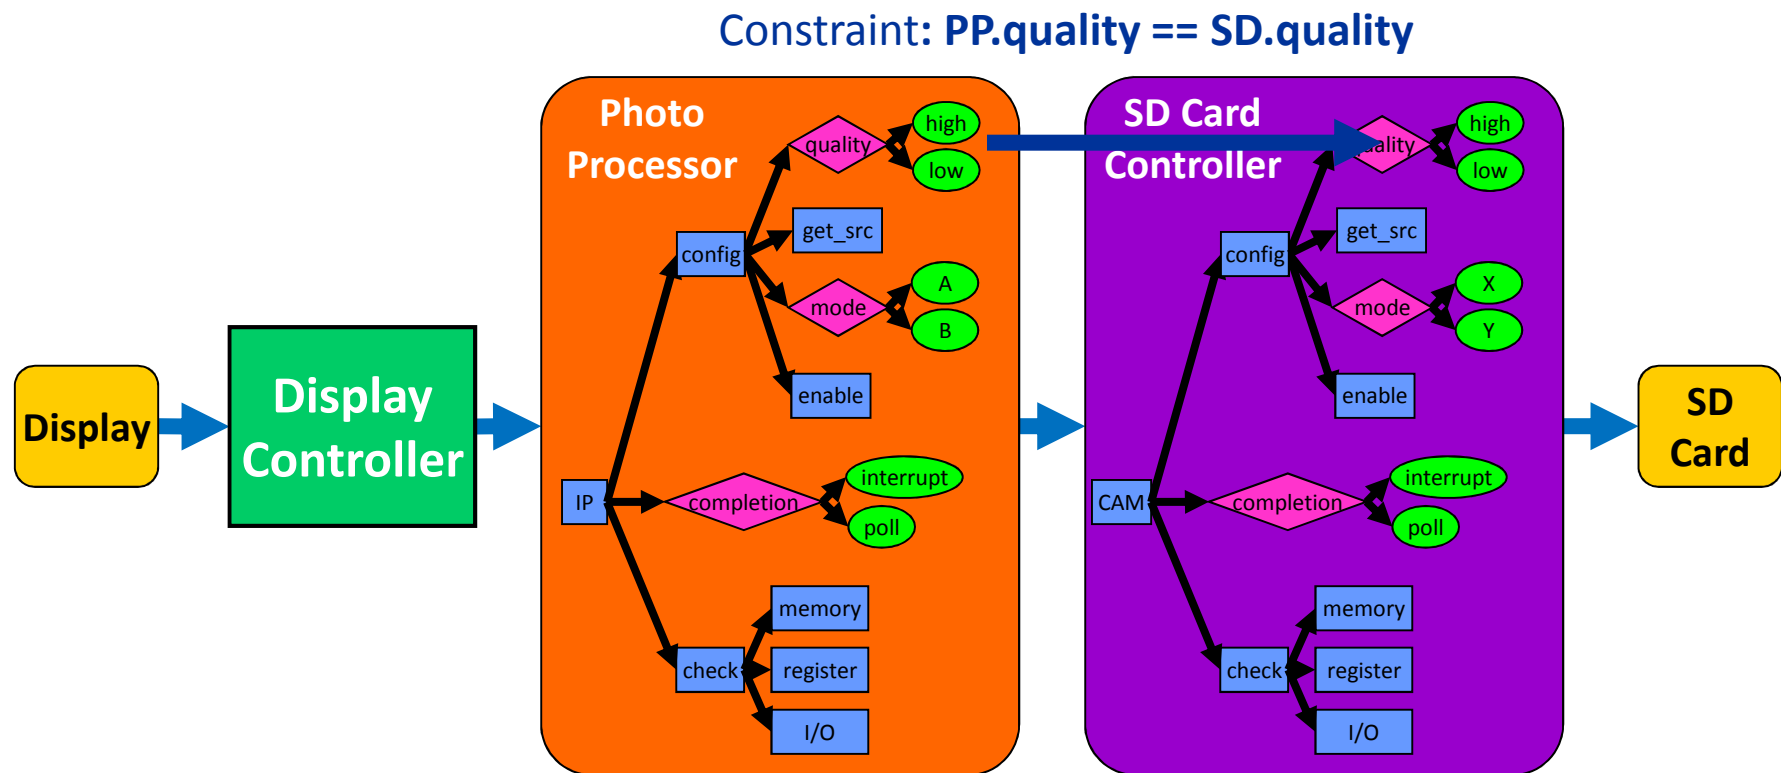 Constraint: PP.quality == SD.quality
Display
Display
Controller
Photo
Processor
IP
config
quality
high
low
get_src
mode
A
B
enable
completion
interrupt
poll
check
memory
register
I/O
SD Card
Controller
CAM
config
quality
high
low
get_src
mode
X
Y
enable
completion
interrupt
poll
check
memory
register
I/O
SD
Card